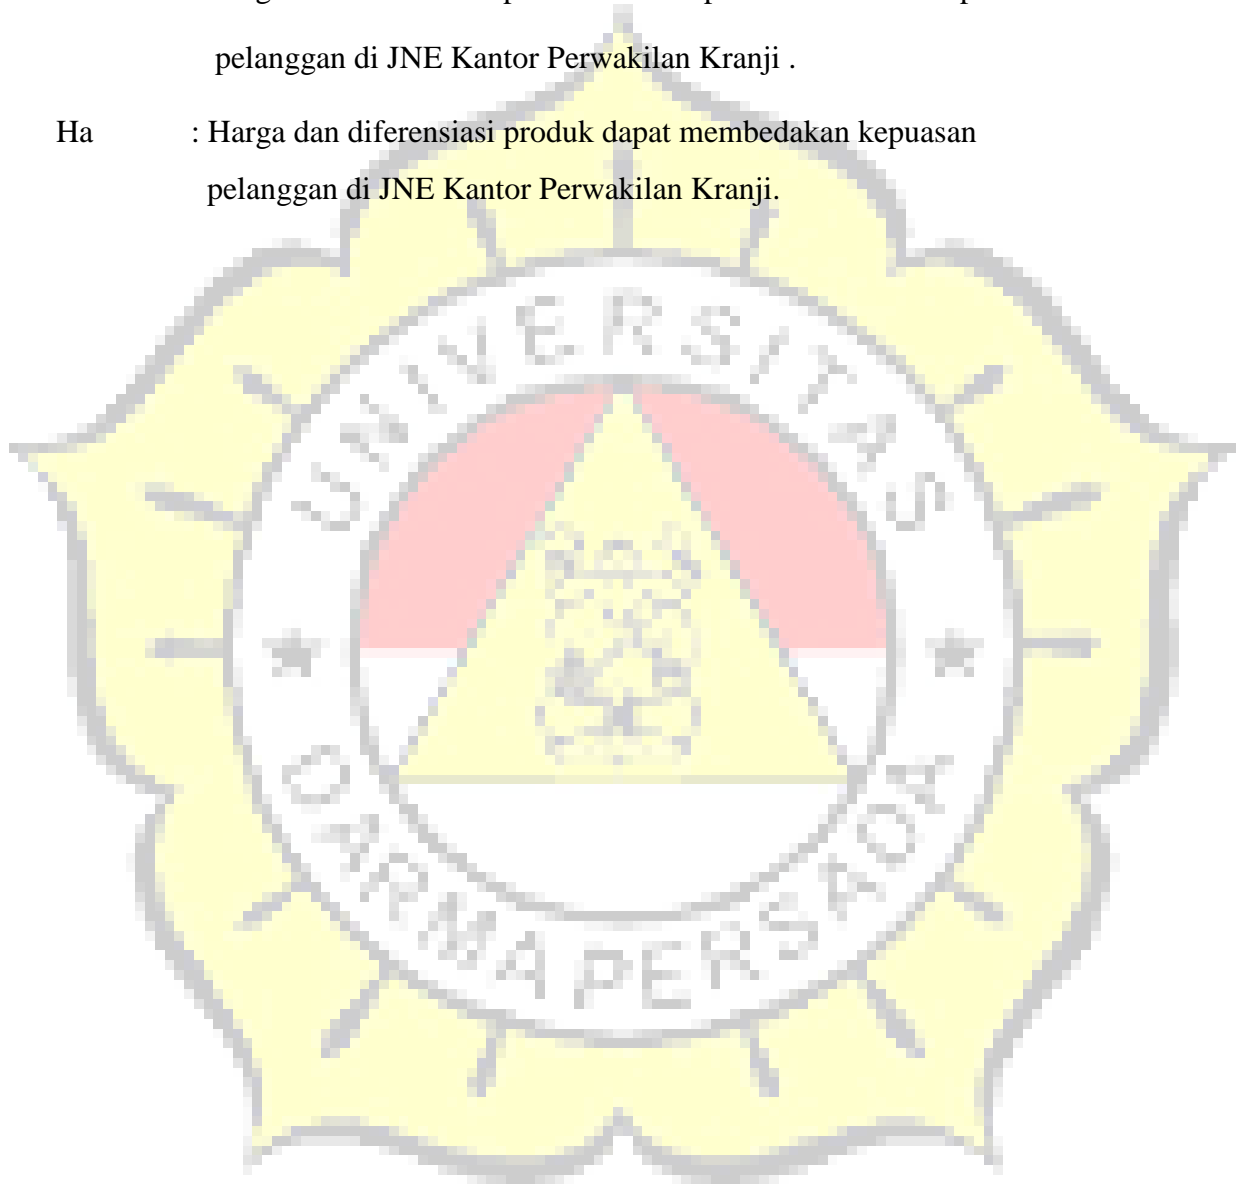 pelanggan di JNE Kantor Perwakilan Kranji .
Ha : Harga dan diferensiasi produk dapat membedakan kepuasan
pelanggan di JNE Kantor Perwakilan Kranji.
UNIVERSITAS
DARMA PERSADA